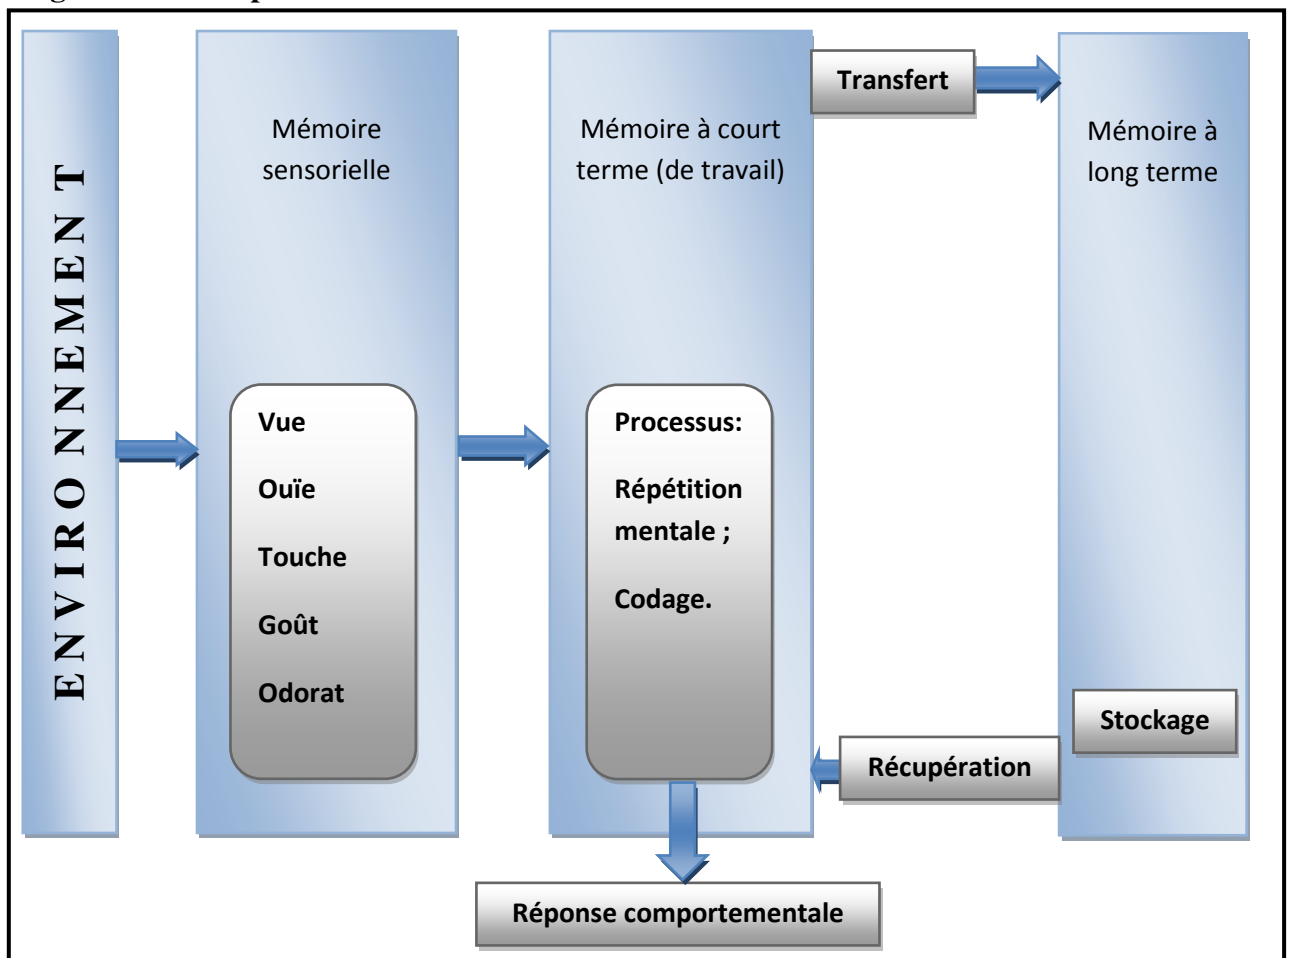 E N V I R O N N E M E N T
Mémoire
sensorielle
Vue
Ouïe
Touche
Goût
Odorat
Mémoire à court
terme (de travail)
Processus:
Répétition
mentale ;
Codage.
Transfert
Mémoire à
long terme
Stockage
Récupération
Réponse comportementale